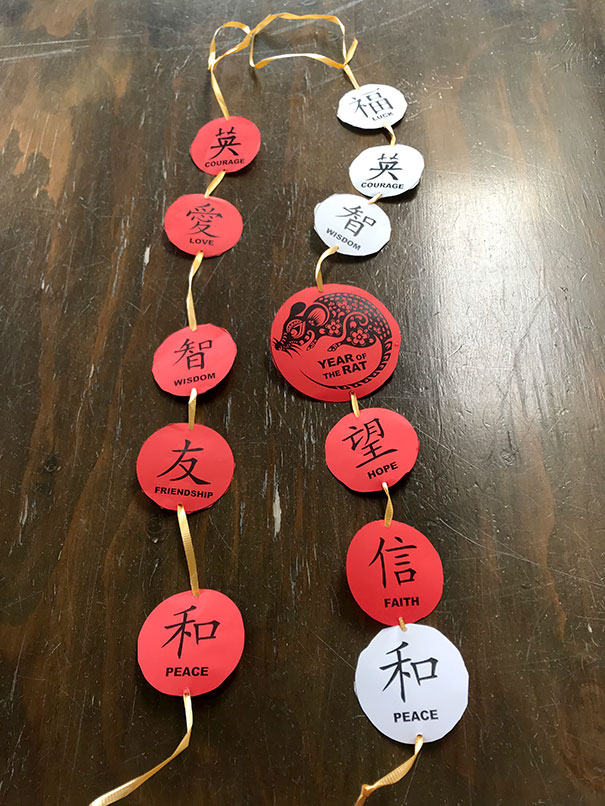 英
COURAGE
愛
LOVE
智
WISDOM
友
FRIENDSHIP
和
PEACE
福
LUCK
英
COURAGE
智
WISDOM
YEAR OF
THE RAT
望
HOPE
信
FAITH
和
PEACE